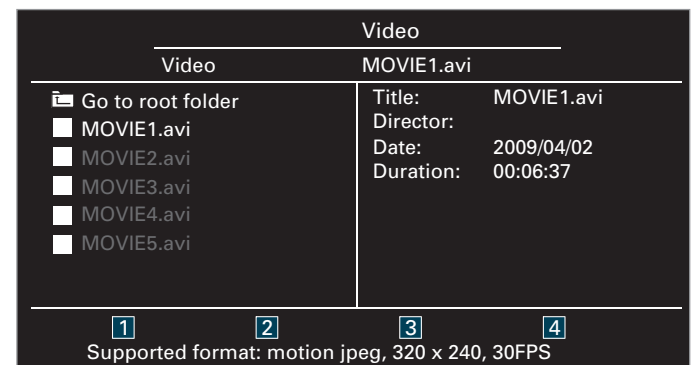 Video
Video MOVIE1.avi
Go to root folder
MOVIE1.avi
MOVIE2.avi
MOVIE3.avi
MOVIE4.avi
MOVIE5.avi
Title: MOVIE1.avi
Director:
Date: 2009/04/02
Duration: 00:06:37
1 2 3 4
Supported format: motion jpeg, 320 x 240, 30FPS